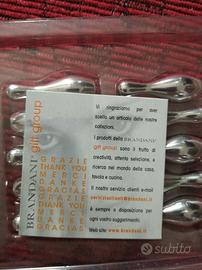 BRANDANI
gift group
GRAZIE
THANK YOU
MERCI
DANKE
GRACIAS
GRAZIE
THANK YOU
MERCI
DANKE
GRACIAS
Vi ringraziamo per aver
scelto un articolo delle nostre
collezioni.
I prodotti della BRANDANI
gift group sono il frutto di
creatività, attenta selezione, e
ricerca nel mondo della casa,
tavola e cucina.
Il nostro servizio clienti e-mail
servizioclienti@brandani.it
è sempre a disposizione per
ogni vostro suggerimento.
Web site: www.brandani.it
subito